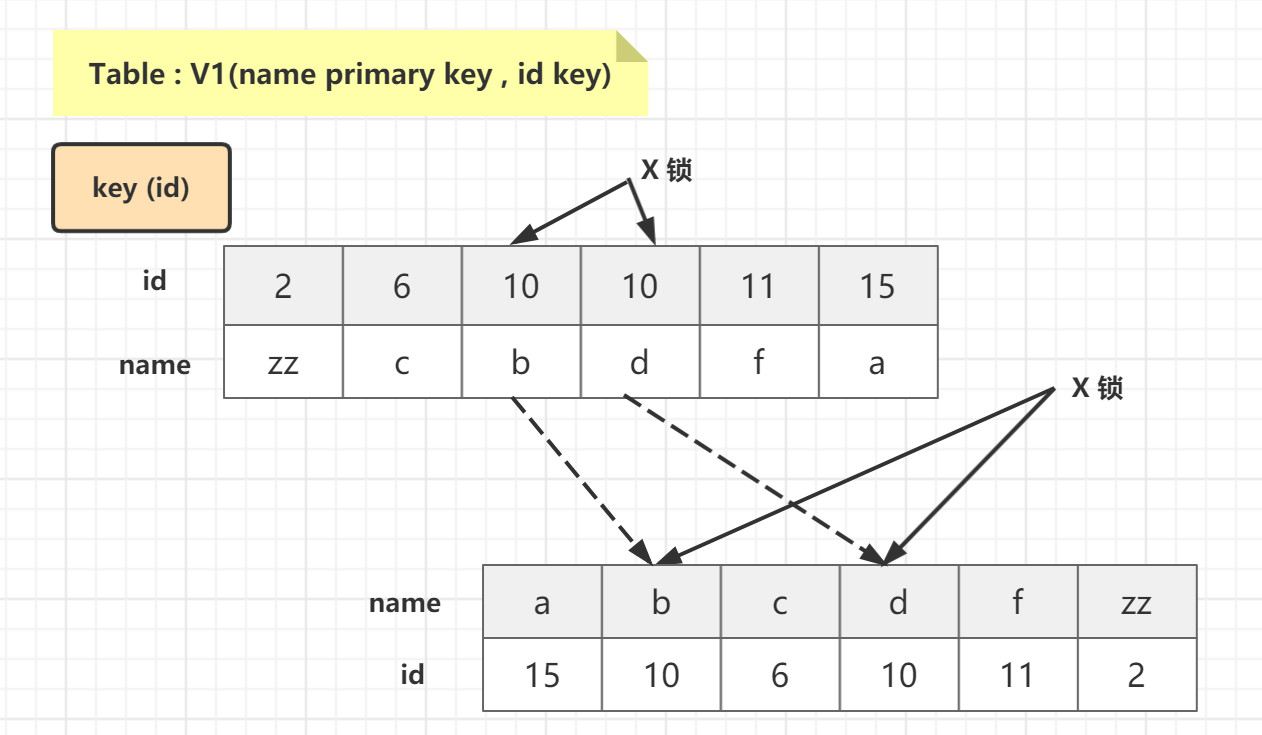 Table : V1(name primary key , id key)
key (id)
X 锁
id 2 6 10 10 11 15
name zz c b d f a
X 锁
name a b c d f zz
id 15 10 6 10 11 2